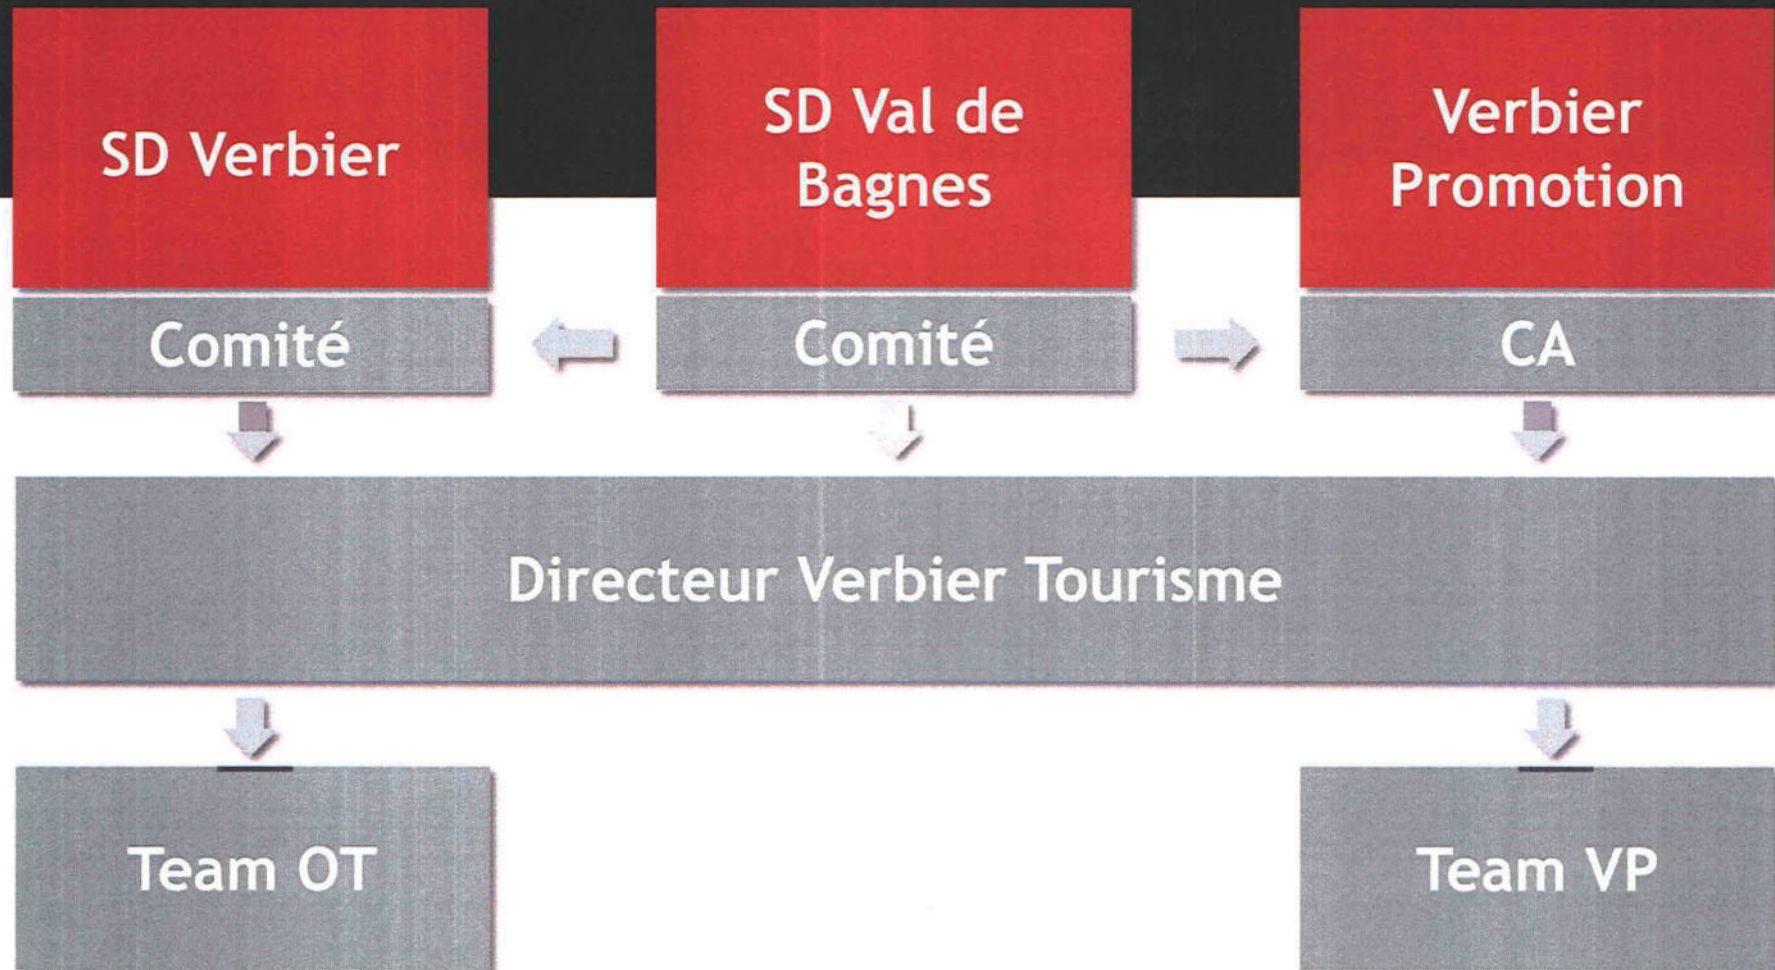 SD Verbier
SD Val de
Bagnes
Verbier
Promotion
Comité
Comité
CA
Directeur Verbier Tourisme
Team OT
Team VP